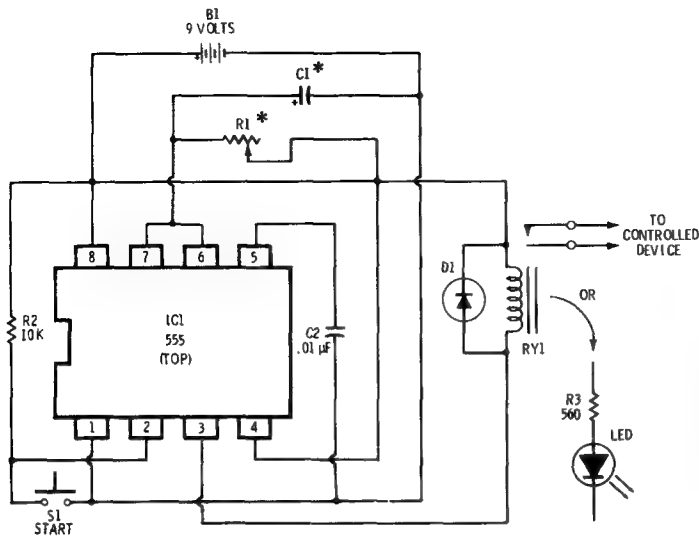 B1
9 VOLTS
C1*
+
R1*
8
7
6
5
TO
CONTROLLED
DEVICE
D1
OR
R2
10K
IC1
555
(TOP)
C2
.01 µF
RY1
R3
560
LED
1
2
3
4
S1
START